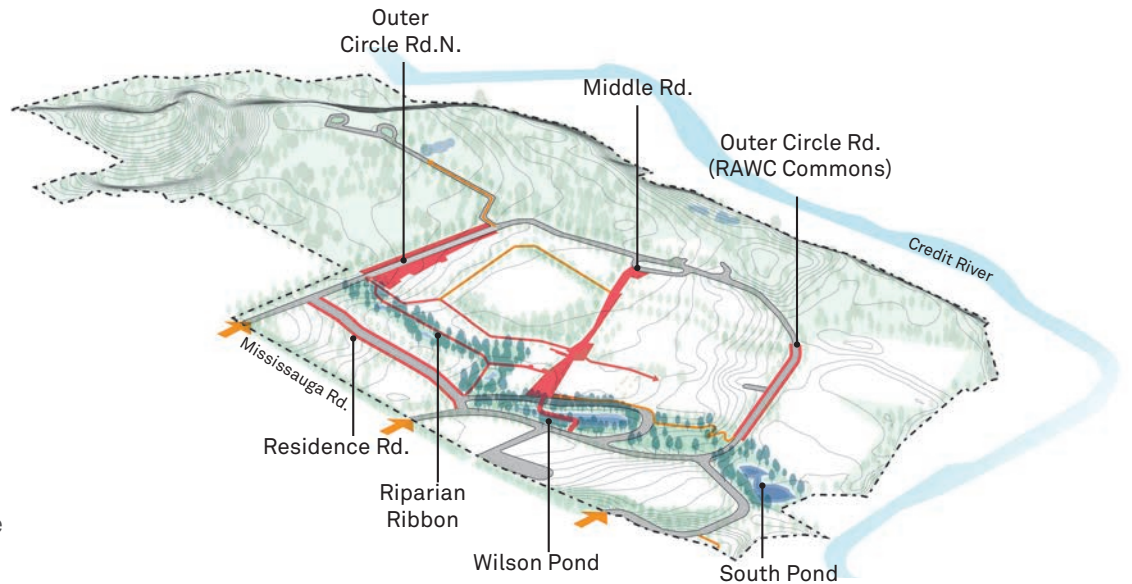 Outer
Circle Rd.N.
Middle Rd.
Outer Circle Rd.
(RAWC Commons)
Credit River
Mississauga Rd.
Residence Rd.
Riparian
Ribbon
Wilson Pond
South Pond